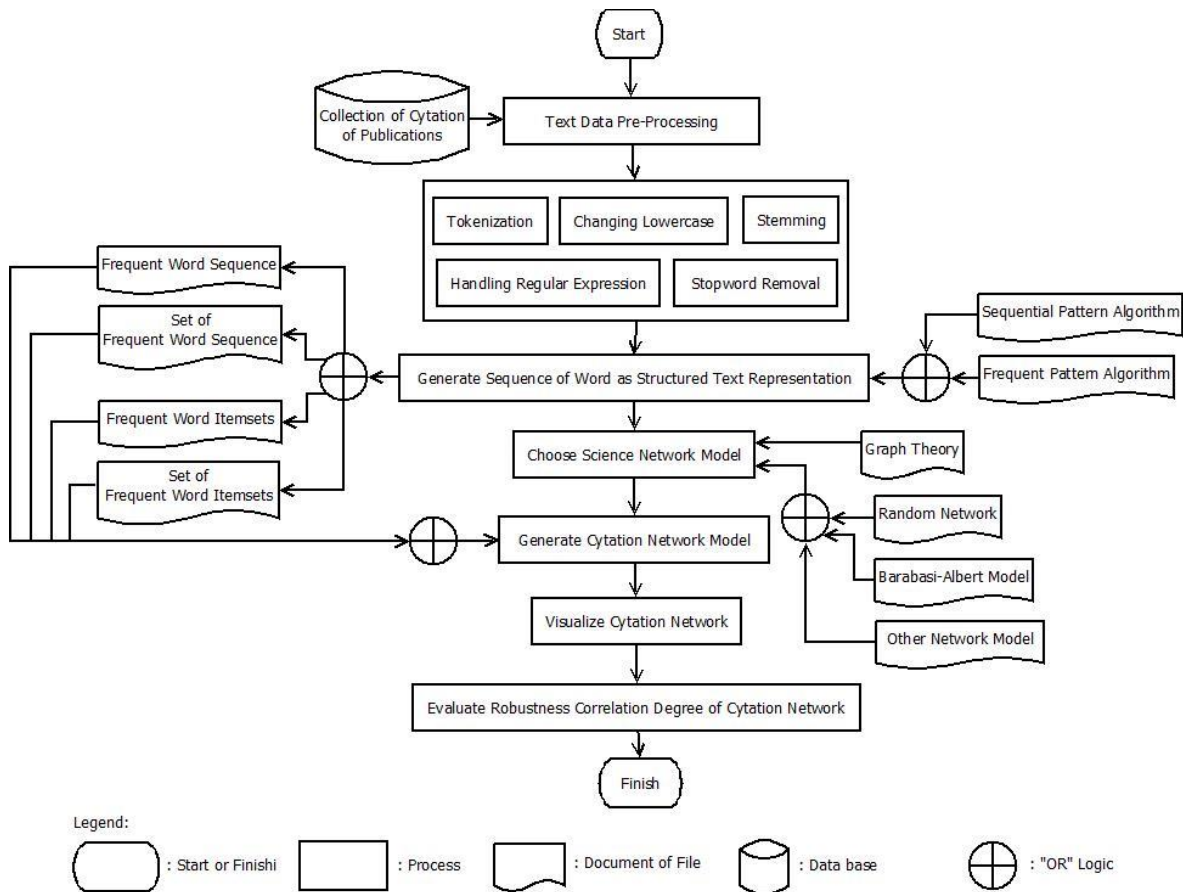 Start
Collection of Cytation
of Publications
Text Data Pre-Processing
Tokenization
Changing Lowercase
Stemming
Handling Regular Expression
Stopword Removal
Frequent Word Sequence
Set of
Frequent Word Sequence
Frequent Word Itemsets
Set of
Frequent Word Itemsets
Sequential Pattern Algorithm
Frequent Pattern Algorithm
Generate Sequence of Word as Structured Text Representation
Choose Science Network Model
Graph Theory
Random Network
Barabasi-Albert Model
Other Network Model
Generate Cytation Network Model
Visualize Cytation Network
Evaluate Robustness Correlation Degree of Cytation Network
Finish
Legend:
: Start or Finishi
: Process
: Document of File
: Data base
: "OR" Logic